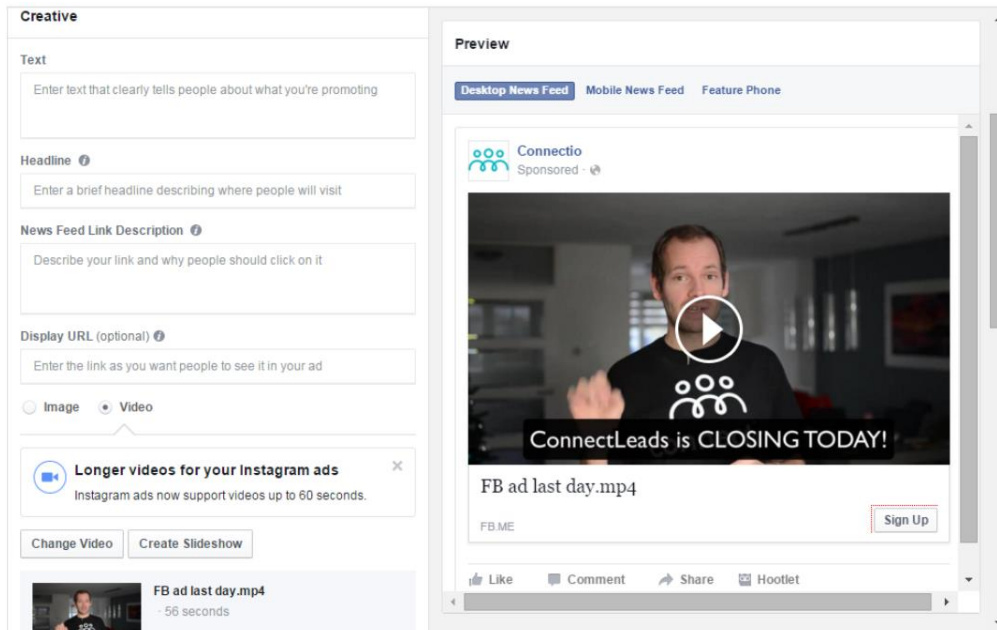 Creative
Text
Enter text that clearly tells people about what you're promoting
Headline
Enter a brief headline describing where people will visit
News Feed Link Description
Describe your link and why people should click on it
Display URL (optional)
Enter the link as you want people to see it in your ad
Image Video
Longer videos for your Instagram ads
Instagram ads now support videos up to 60 seconds.
Change Video Create Slideshow
FB ad last day.mp4
· 56 seconds
Preview
Desktop News Feed Mobile News Feed Feature Phone
Connectio
Sponsored ·
ConnectLeads is CLOSING TODAY!
FB ad last day.mp4
FB.ME
Sign Up
Like Comment Share Hootlet